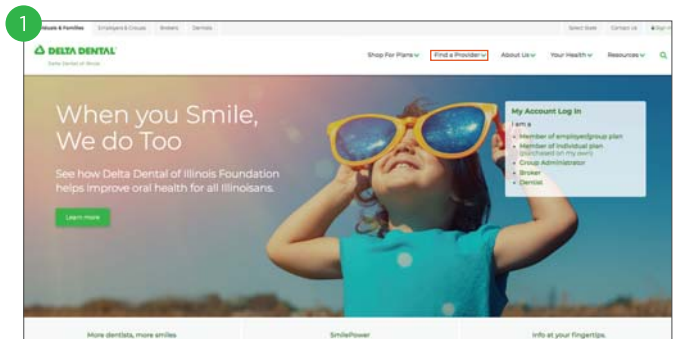 1
Individuals & Families Employers & Groups Brokers Dentists Select State Contact Us Sign In
DELTA DENTAL
Delta Dental of Illinois
Shop For Plans Find a Provider About Us Your Health Resources
When you Smile,
We do Too
See how Delta Dental of Illinois Foundation
helps improve oral health for all Illinoisans.
Learn more
My Account Log In
I am a
• Member of employer/group plan
• Member of individual plan
(purchased on my own)
• Group Administrator
• Broker
• Dentist
More dentists, more smiles SmilePower Info at your fingertips.